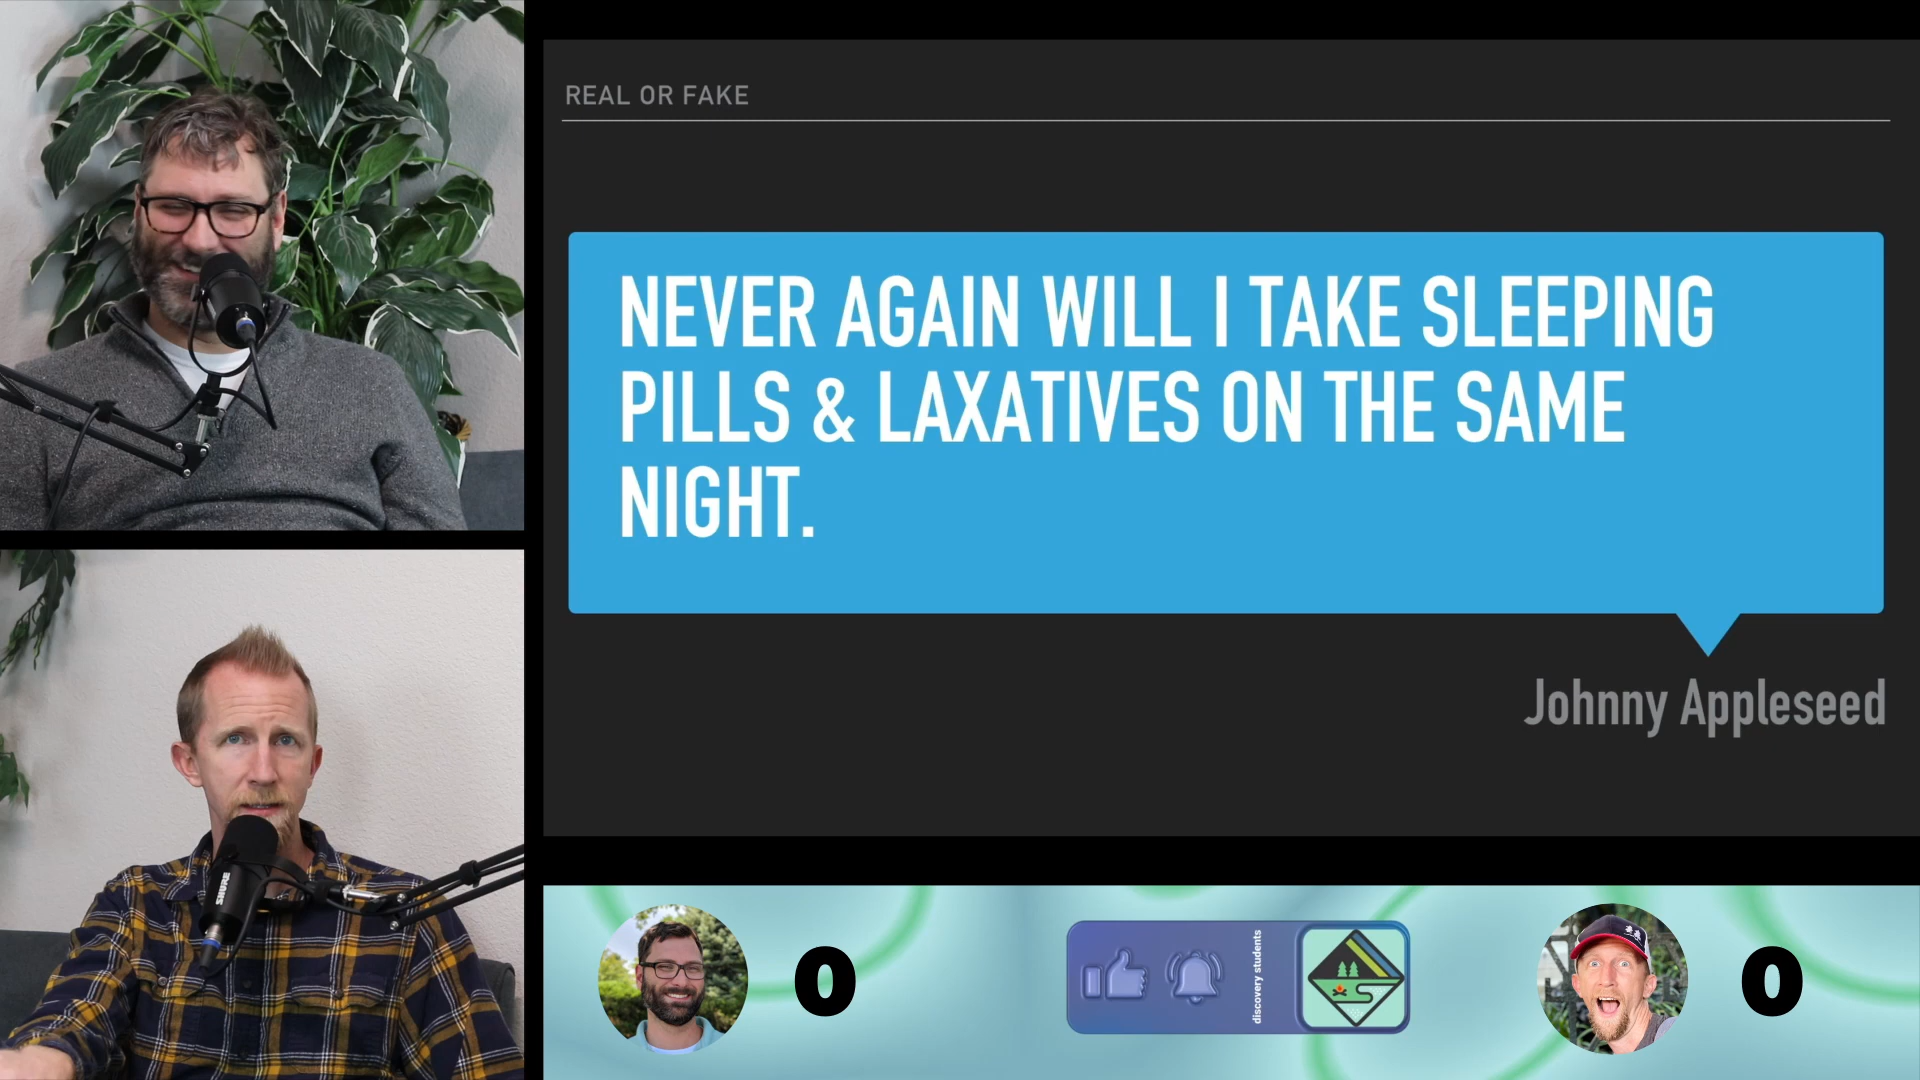 REAL OR FAKE
NEVER AGAIN WILL I TAKE SLEEPING
PILLS & LAXATIVES ON THE SAME
NIGHT.
Johnny Appleseed
SHURE
0
discovery students
0